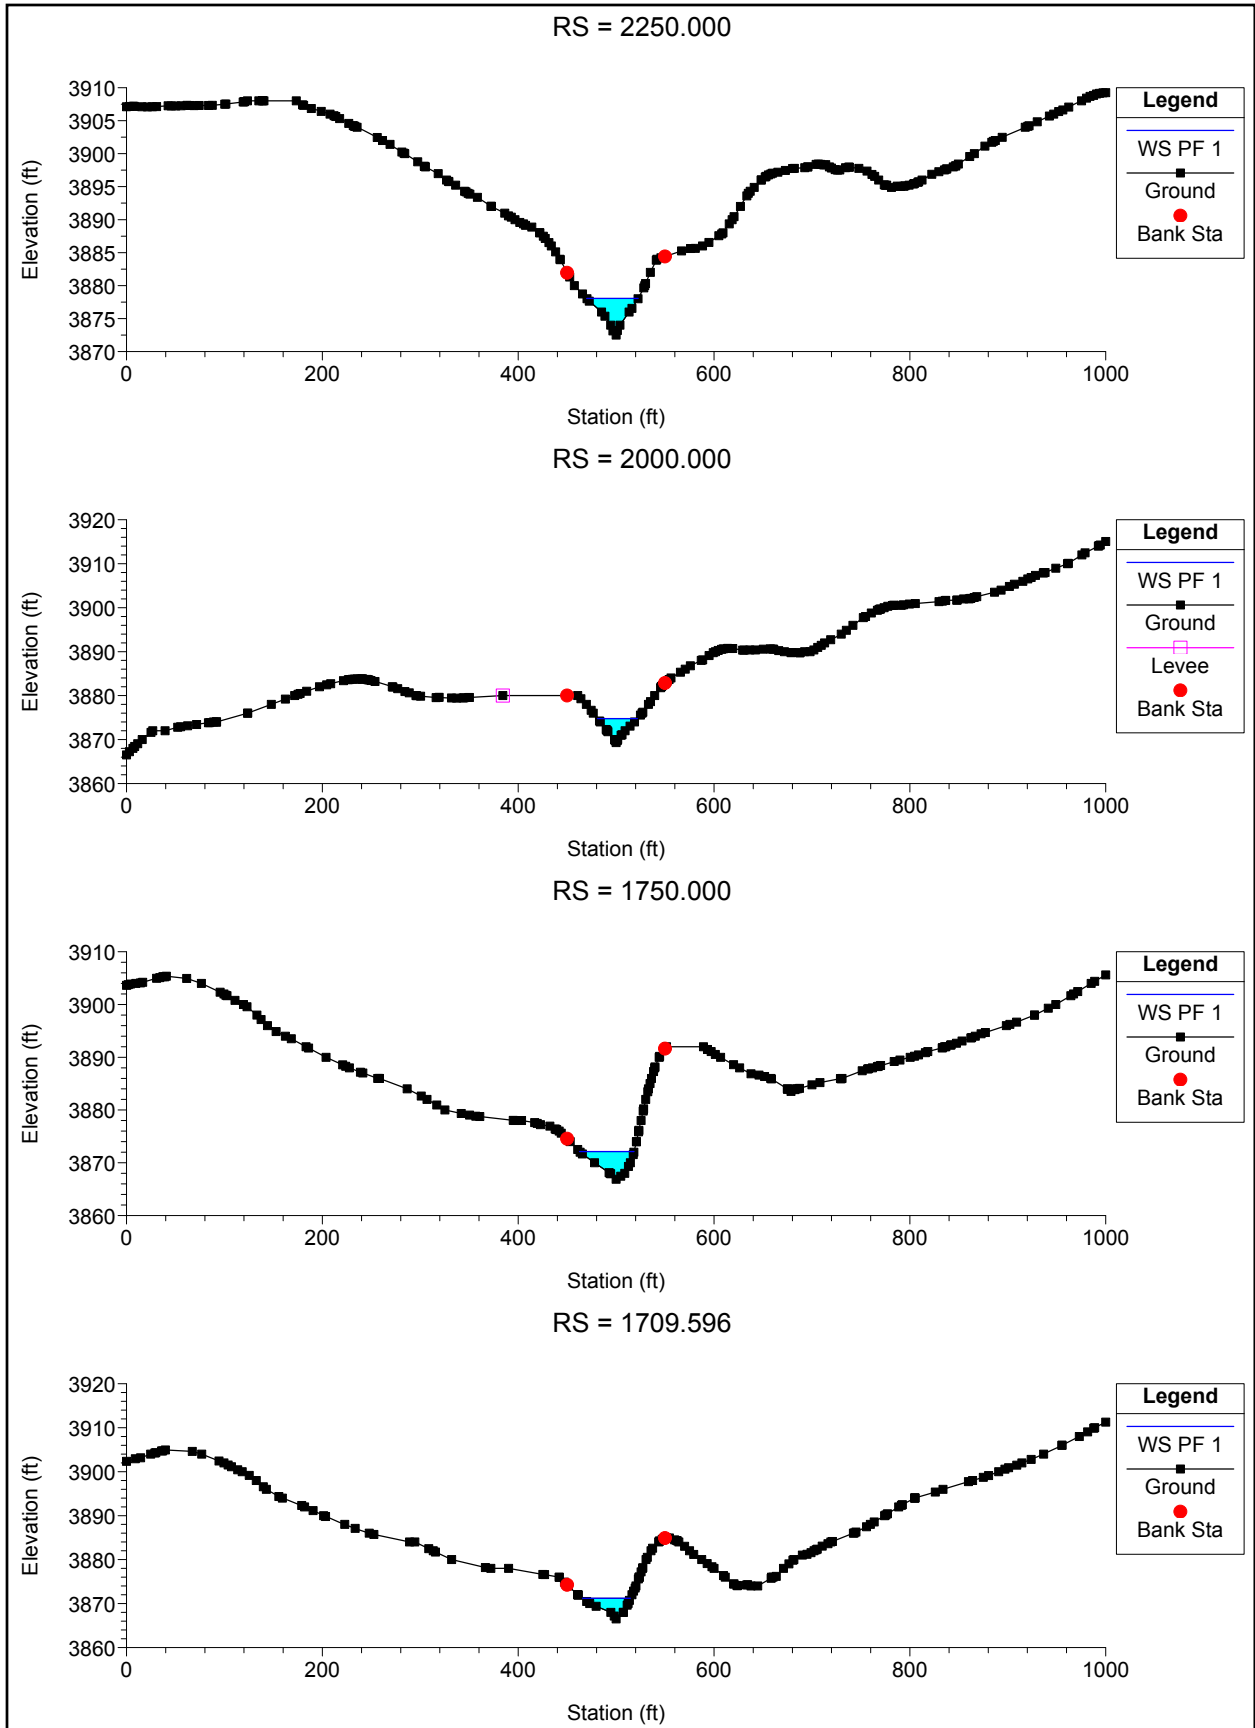 RS = 2250.000
3910
3905
3900
3895
3890
3885
3880
3875
3870
Elevation (ft)
0 200 400 600 800 1000
Station (ft)
Legend
WS PF 1
Ground
Bank Sta
RS = 2000.000
3920
3910
3900
3890
3880
3870
3860
Elevation (ft)
0 200 400 600 800 1000
Station (ft)
Legend
WS PF 1
Ground
Levee
Bank Sta
RS = 1750.000
3910
3900
3890
3880
3870
3860
Elevation (ft)
0 200 400 600 800 1000
Station (ft)
Legend
WS PF 1
Ground
Bank Sta
RS = 1709.596
3920
3910
3900
3890
3880
3870
3860
Elevation (ft)
0 200 400 600 800 1000
Station (ft)
Legend
WS PF 1
Ground
Bank Sta